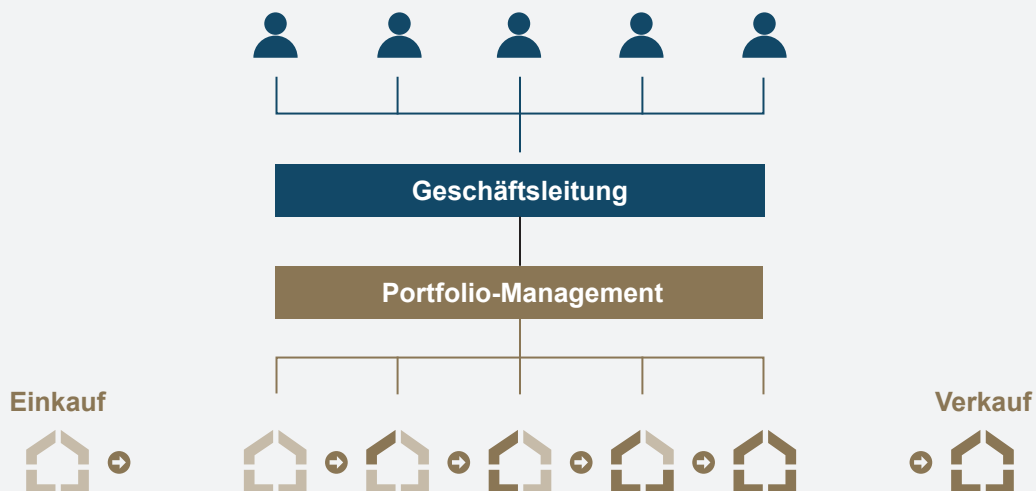 Geschäftsleitung
Portfolio-Management
Einkauf
Verkauf